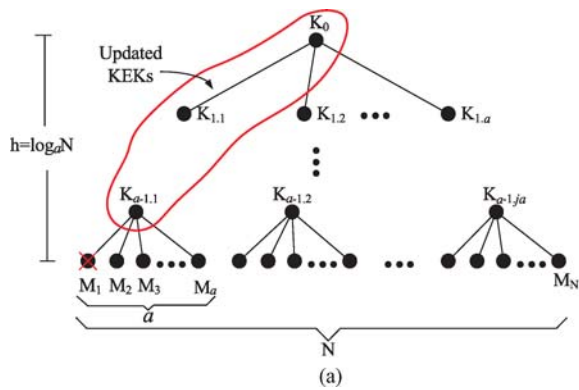 K₀
Updated
KEKs
K₁.₁ K₁.₂ K₁.ₐ
h=logₐN
Kₐ₋₁.₁ Kₐ₋₁.₂ Kₐ₋₁.ⱼₐ
M₁ M₂ M₃ Mₐ M_N
a
N
(a)